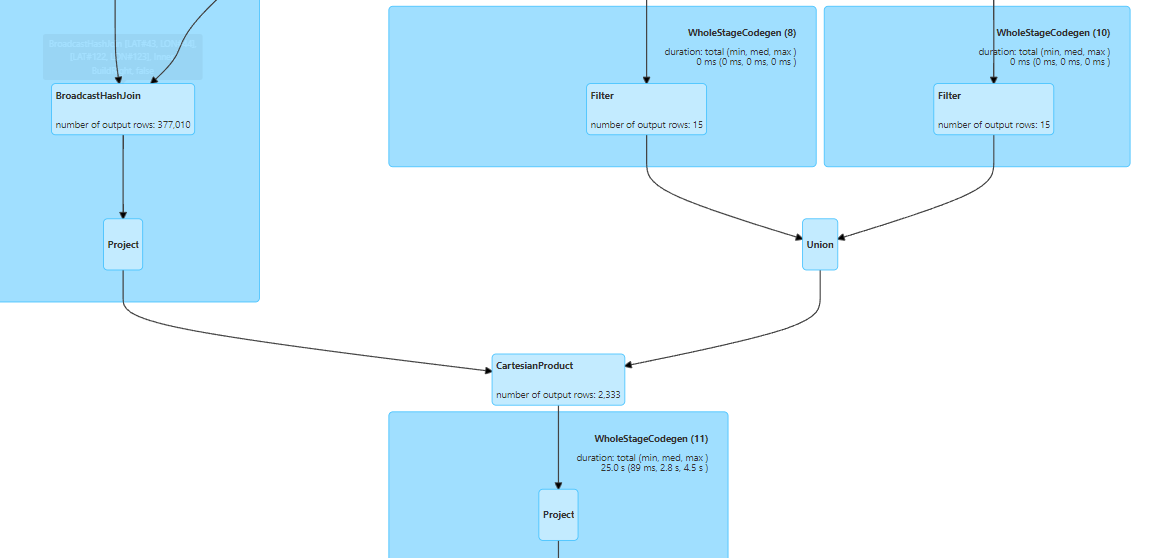 BroadcastHashJoin
number of output rows: 377,010
Project
WholeStageCodegen (8)
duration: total (min, med, max )
0 ms (0 ms, 0 ms, 0 ms )
Filter
number of output rows: 15
WholeStageCodegen (10)
duration: total (min, med, max )
0 ms (0 ms, 0 ms, 0 ms )
Filter
number of output rows: 15
Union
CartesianProduct
number of output rows: 2,333
WholeStageCodegen (11)
duration: total (min, med, max )
25.0 s (89 ms, 2.8 s, 4.5 s )
Project